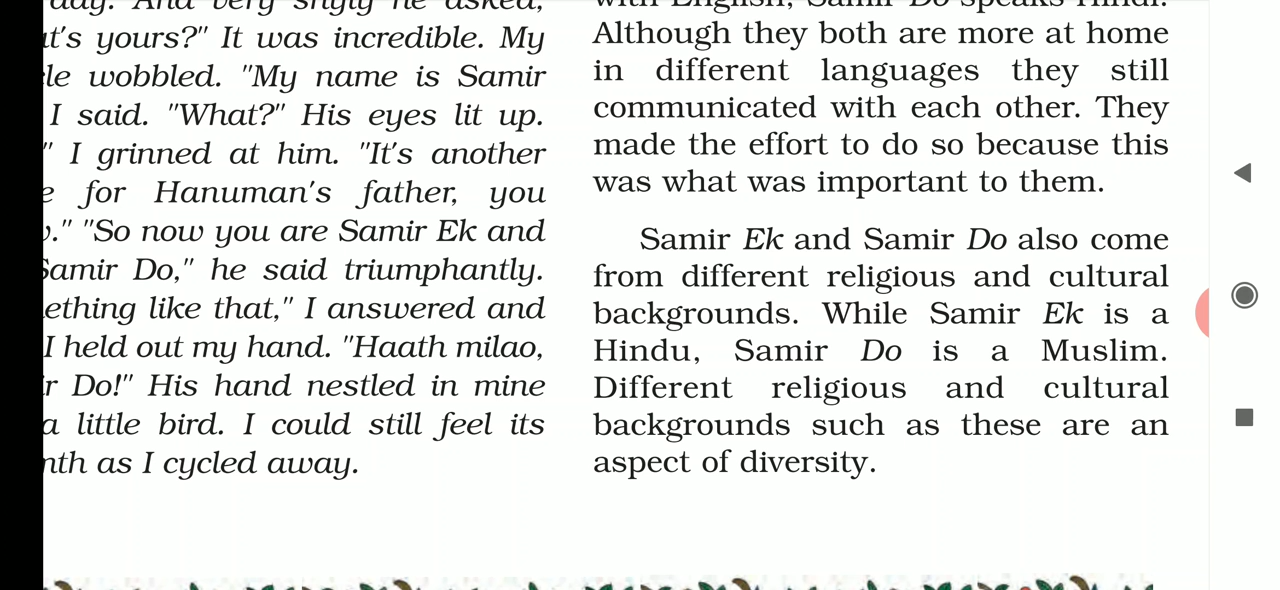 day. And very shyly he asked,
yours?" It was incredible. My
wobbled. "My name is Samir
I said. "What?" His eyes lit up.
" I grinned at him. "It's another
for Hanuman's father, you
"So now you are Samir Ek and
Samir Do," he said triumphantly.
like that," I answered and
I held out my hand. "Haath milao,
Do!" His hand nestled in mine
a little bird. I could still feel its
as I cycled away.
with English, Samir Do speaks Hindi.
Although they both are more at home
in different languages they still
communicated with each other. They
made the effort to do so because this
was what was important to them.
Samir Ek and Samir Do also come
from different religious and cultural
backgrounds. While Samir Ek is a
Hindu, Samir Do is a Muslim.
Different religious and cultural
backgrounds such as these are an
aspect of diversity.